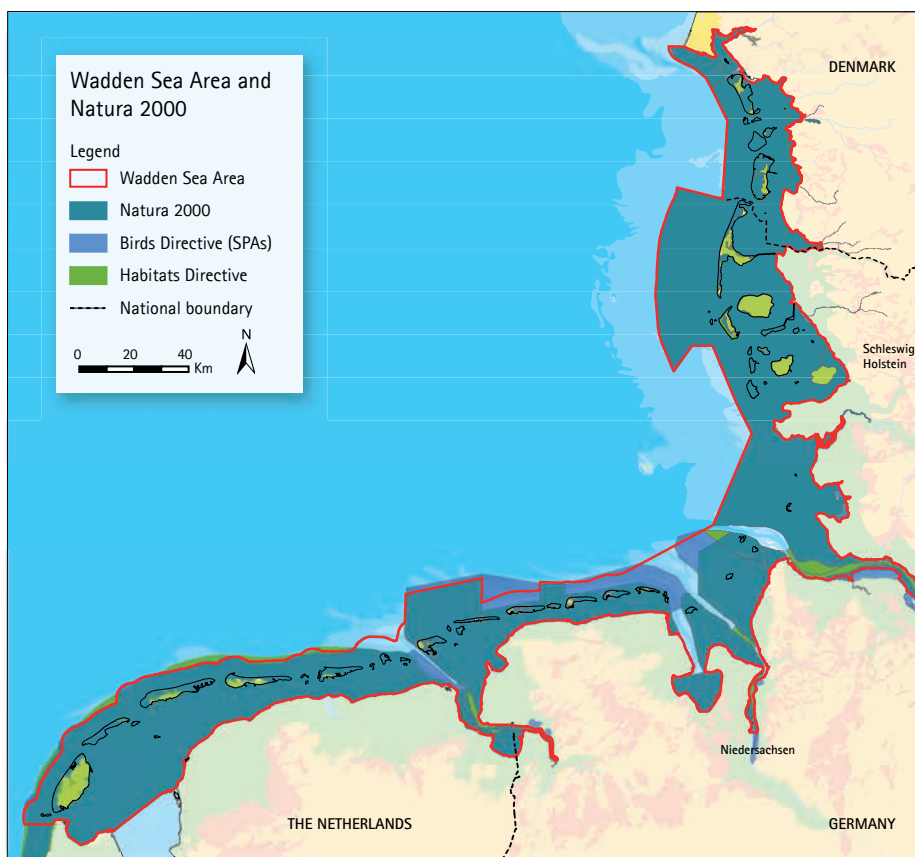 Wadden Sea Area and
Natura 2000
Legend
Wadden Sea Area
Natura 2000
Birds Directive (SPAs)
Habitats Directive
National boundary
N
0 20 40
Km
DENMARK
Schleswig
Holstein
Niedersachsen
THE NETHERLANDS
GERMANY